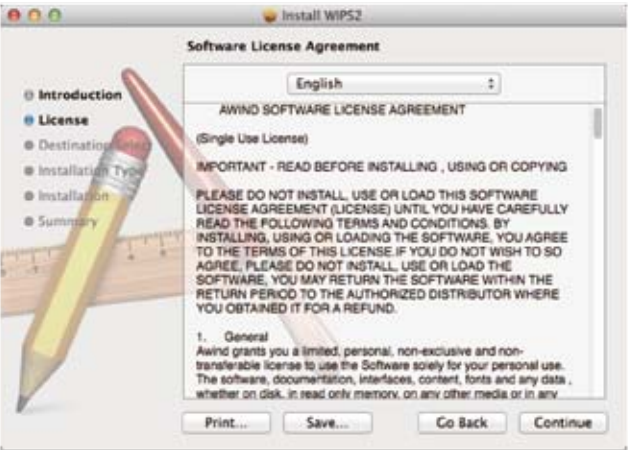 Install WIPS2
Software License Agreement
English
Introduction
License
Destination Select
Installation Type
Installation
Summary
AWIND SOFTWARE LICENSE AGREEMENT
(Single Use License)
IMPORTANT - READ BEFORE INSTALLING , USING OR COPYING
PLEASE DO NOT INSTALL, USE OR LOAD THIS SOFTWARE
LICENSE AGREEMENT (LICENSE) UNTIL YOU HAVE CAREFULLY
READ THE FOLLOWING TERMS AND CONDITIONS. BY
INSTALLING, USING OR LOADING THE SOFTWARE, YOU AGREE
TO THE TERMS OF THIS LICENSE.IF YOU DO NOT WISH TO SO
AGREE, PLEASE DO NOT INSTALL, USE OR LOAD THE
SOFTWARE, YOU MAY RETURN THE SOFTWARE WITHIN THE
RETURN PERIOD TO THE AUTHORIZED DISTRIBUTOR WHERE
YOU OBTAINED IT FOR A REFUND.
1. General
Awind grants you a limited, personal, non-exclusive and non-
transferable license to use the Software solely for your personal use.
The software, documentation, interfaces, content, fonts and any data ,
whether on disk, in read only memory, on any other media or in any
Print...
Save...
Go Back
Continue